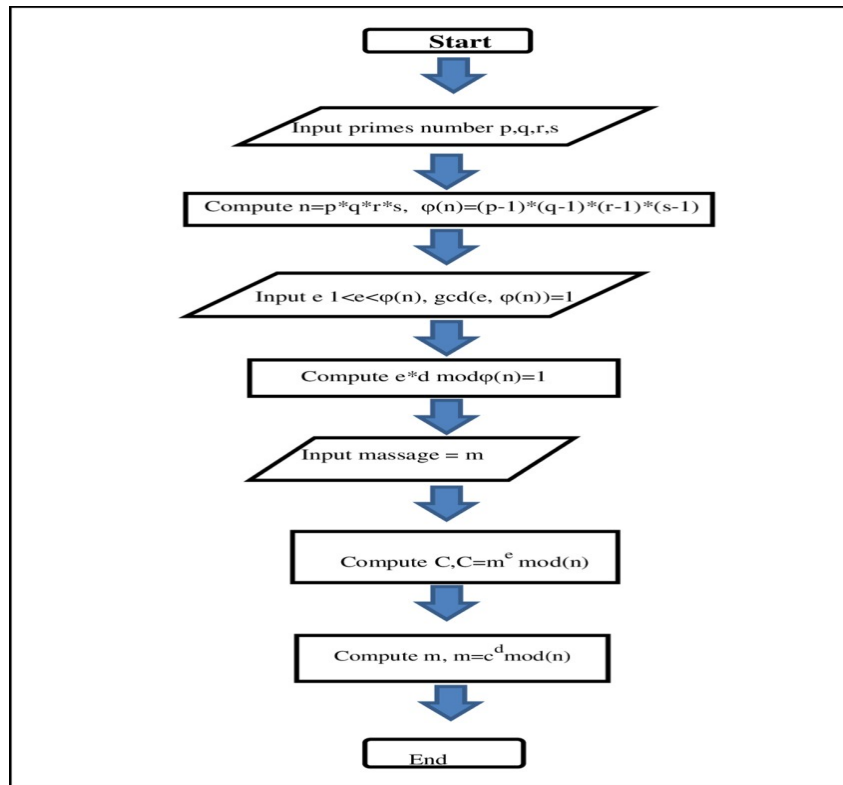 Start
Input primes number p,q,r,s
Compute n=p*q*r*s, φ(n)=(p-1)*(q-1)*(r-1)*(s-1)
Input e 1<e<φ(n), gcd(e, φ(n))=1
Compute e*d modφ(n)=1
Input massage = m
Compute C,C=m^e mod(n)
Compute m, m=c^d mod(n)
End